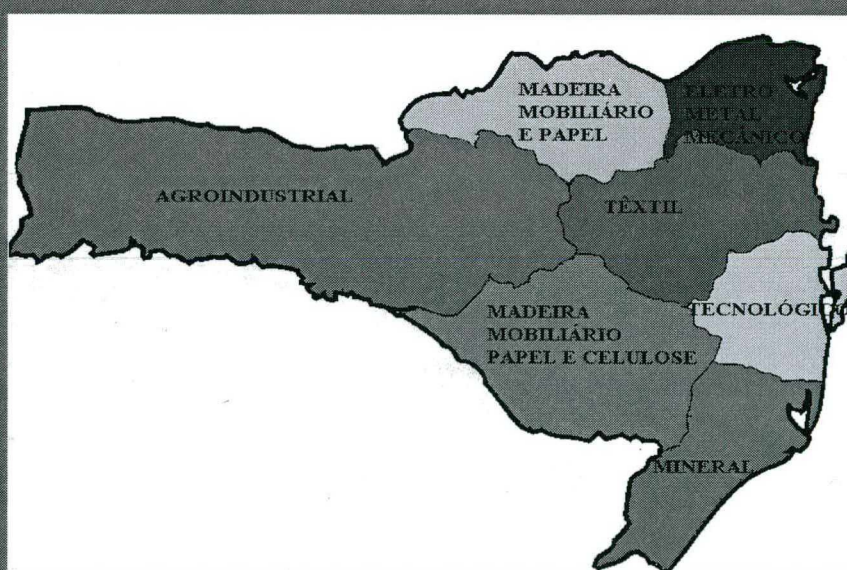 MADEIRA
MOBILIÁRIO
E PAPEL
ELETRO
METAL
MECÂNICO
AGROINDUSTRIAL
TÊXTIL
MADEIRA
MOBILIÁRIO
PAPEL E CELULOSE
TECNOLÓGICO
MINERAL